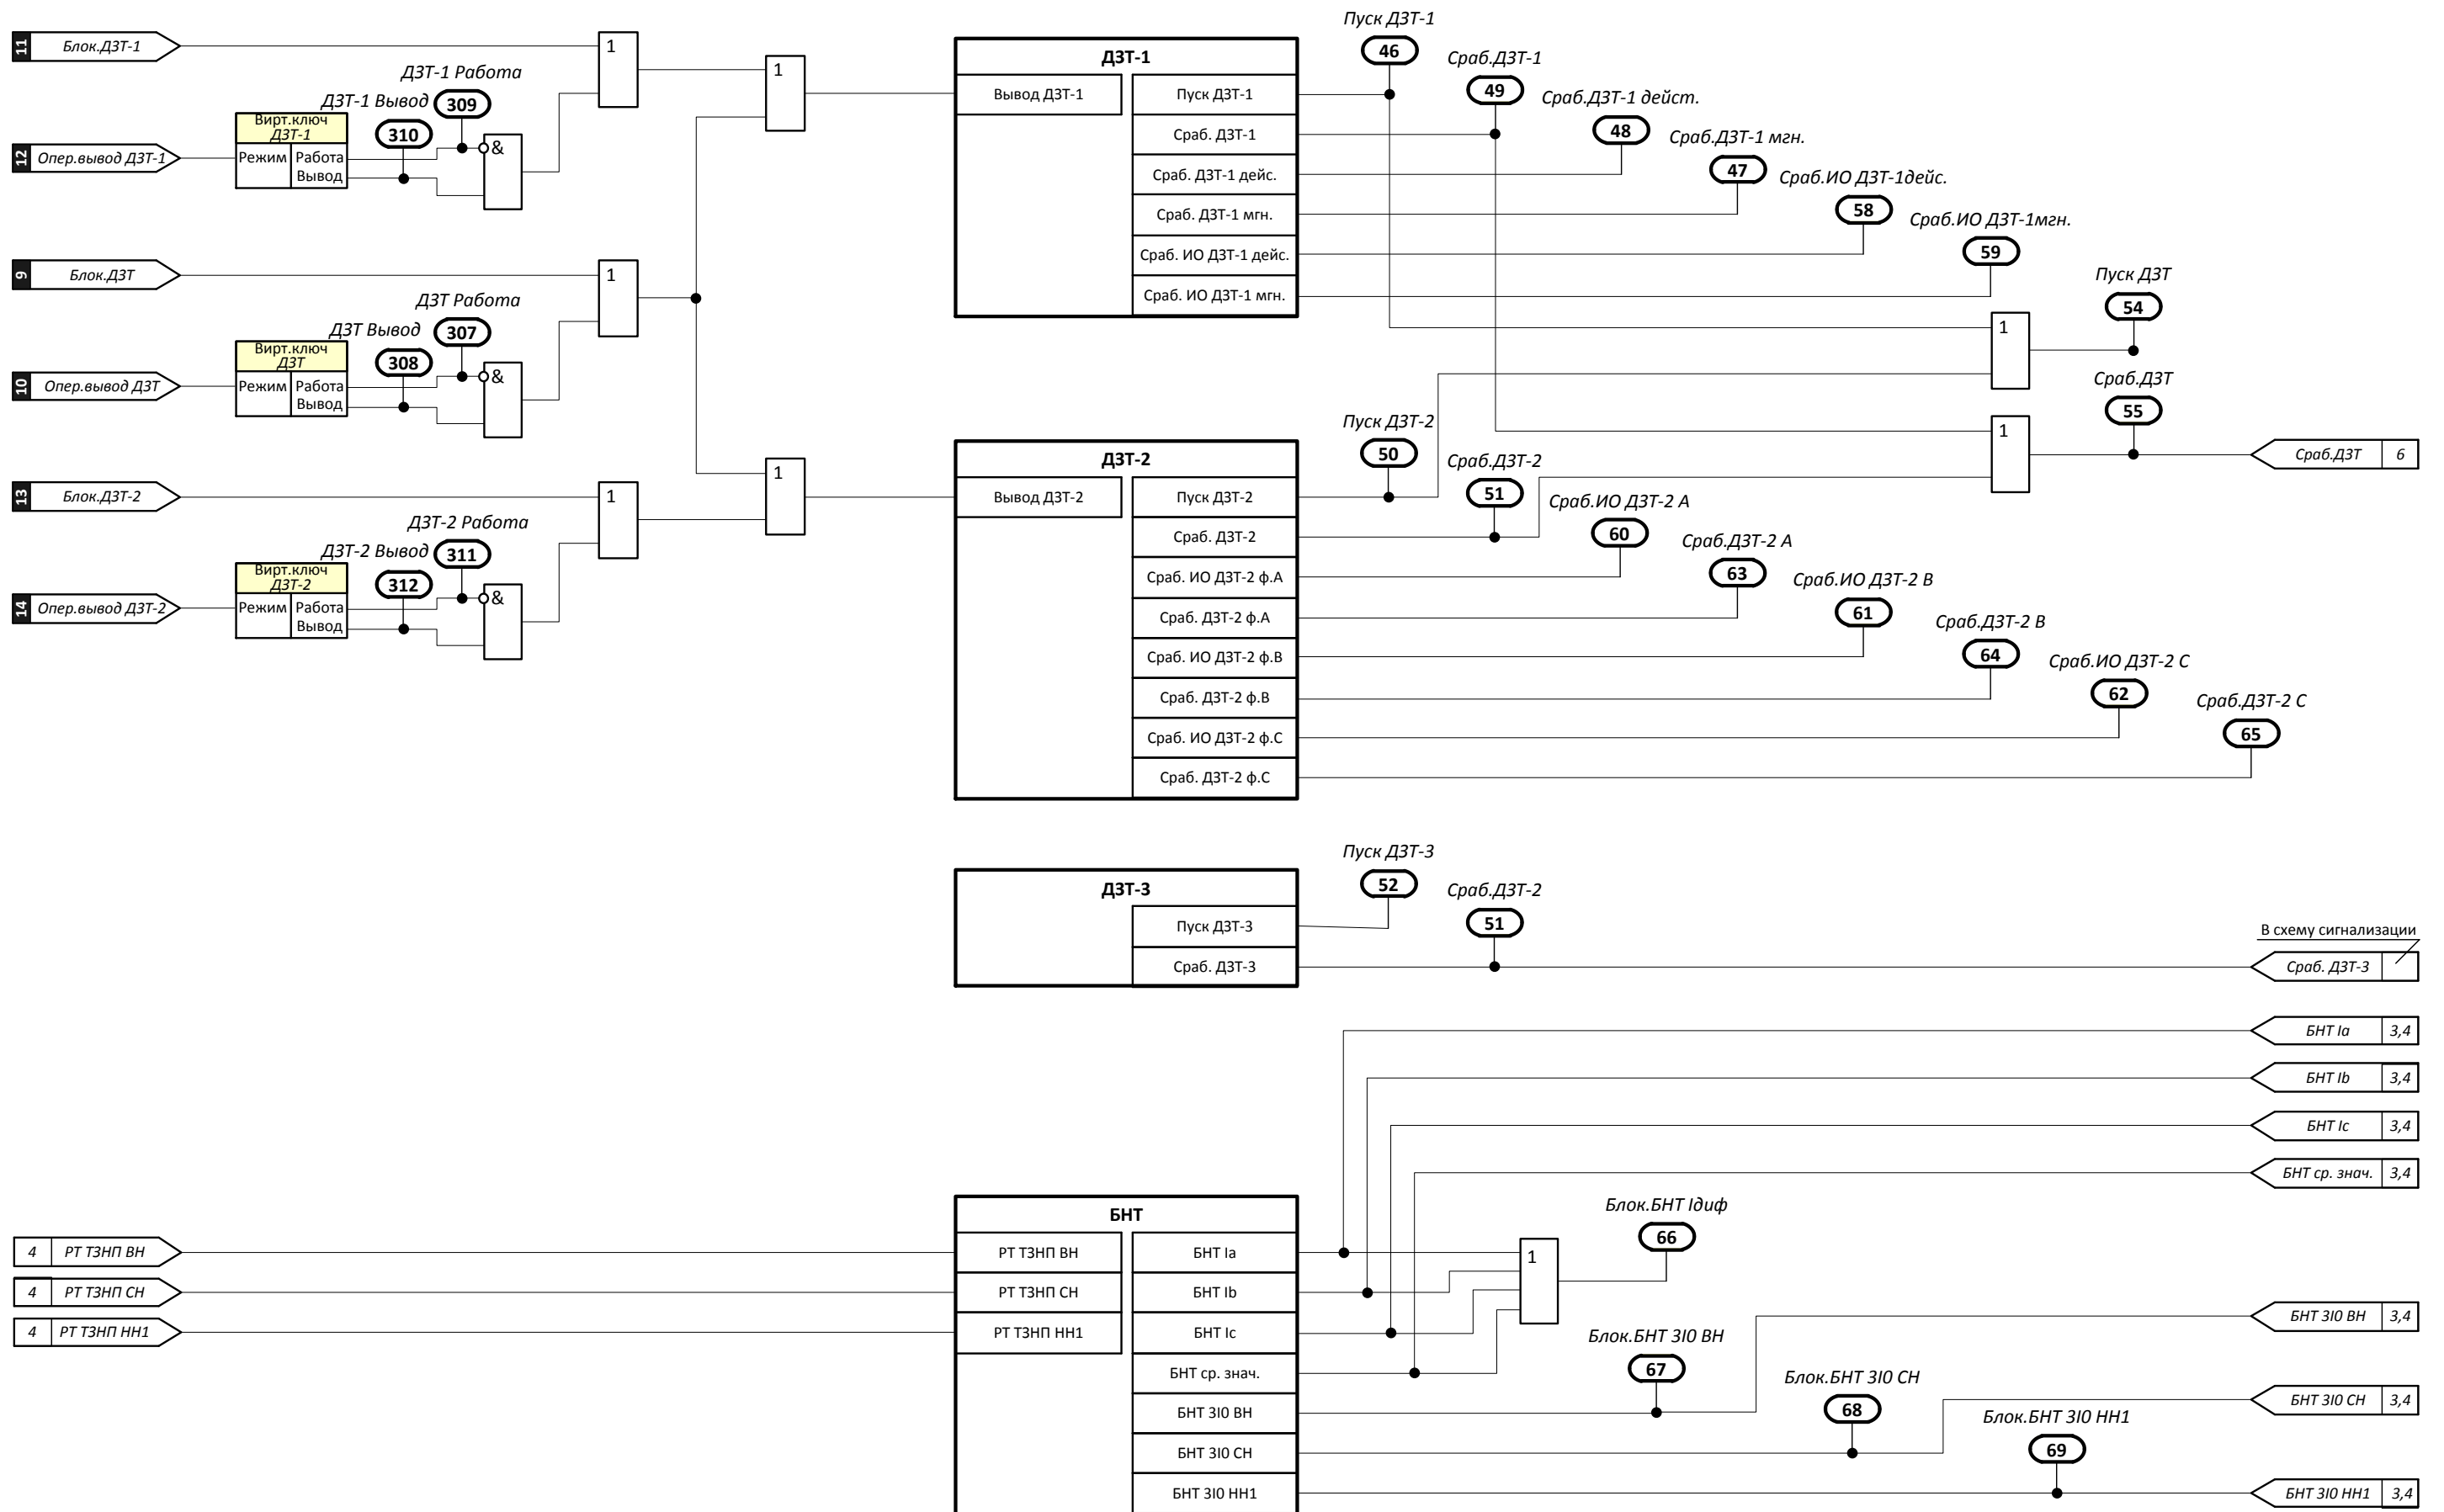 11 Блок.ДЗТ-1
ДЗТ-1 Работа
309
ДЗТ-1 Вывод
310
Вирт.ключ
ДЗТ-1
12 Опер.вывод ДЗТ-1
Режим Работа
Вывод
&
1
1
9 Блок.ДЗТ
ДЗТ Работа
307
ДЗТ Вывод
308
Вирт.ключ
ДЗТ
10 Опер.вывод ДЗТ
Режим Работа
Вывод
&
1
13 Блок.ДЗТ-2
ДЗТ-2 Работа
311
ДЗТ-2 Вывод
312
Вирт.ключ
ДЗТ-2
14 Опер.вывод ДЗТ-2
Режим Работа
Вывод
&
1
1
ДЗТ-1
Вывод ДЗТ-1
Пуск ДЗТ-1
Сраб. ДЗТ-1
Сраб. ДЗТ-1 дейс.
Сраб. ДЗТ-1 мгн.
Сраб. ИО ДЗТ-1 дейс.
Сраб. ИО ДЗТ-1 мгн.
Пуск ДЗТ-1
46
Сраб.ДЗТ-1
49
Сраб.ДЗТ-1 дейст.
48
Сраб.ДЗТ-1 мгн.
47
Сраб.ИО ДЗТ-1дейс.
58
Сраб.ИО ДЗТ-1мгн.
59
Пуск ДЗТ
54
1
Сраб.ДЗТ
55
1
Сраб.ДЗТ 6
ДЗТ-2
Вывод ДЗТ-2
Пуск ДЗТ-2
Сраб. ДЗТ-2
Сраб. ИО ДЗТ-2 ф.А
Сраб. ДЗТ-2 ф.А
Сраб. ИО ДЗТ-2 ф.В
Сраб. ДЗТ-2 ф.В
Сраб. ИО ДЗТ-2 ф.С
Сраб. ДЗТ-2 ф.С
Пуск ДЗТ-2
50
Сраб.ДЗТ-2
51
Сраб.ИО ДЗТ-2 А
60
Сраб.ДЗТ-2 А
63
Сраб.ИО ДЗТ-2 В
61
Сраб.ДЗТ-2 В
64
Сраб.ИО ДЗТ-2 С
62
Сраб.ДЗТ-2 С
65
ДЗТ-3
Пуск ДЗТ-3
Сраб. ДЗТ-3
Пуск ДЗТ-3
52
Сраб.ДЗТ-2
51
В схему сигнализации
Сраб. ДЗТ-3
БНТ Ia 3,4
БНТ Ib 3,4
БНТ Ic 3,4
БНТ ср. знач. 3,4
4 РТ ТЗНП ВН
4 РТ ТЗНП СН
4 РТ ТЗНП НН1
БНТ
РТ ТЗНП ВН
РТ ТЗНП СН
РТ ТЗНП НН1
БНТ Ia
БНТ Ib
БНТ Ic
БНТ ср. знач.
БНТ 3I0 ВН
БНТ 3I0 СН
БНТ 3I0 НН1
1
Блок.БНТ Iдиф
66
Блок.БНТ 3I0 ВН
67
Блок.БНТ 3I0 СН
68
Блок.БНТ 3I0 НН1
69
БНТ 3I0 ВН 3,4
БНТ 3I0 СН 3,4
БНТ 3I0 НН1 3,4